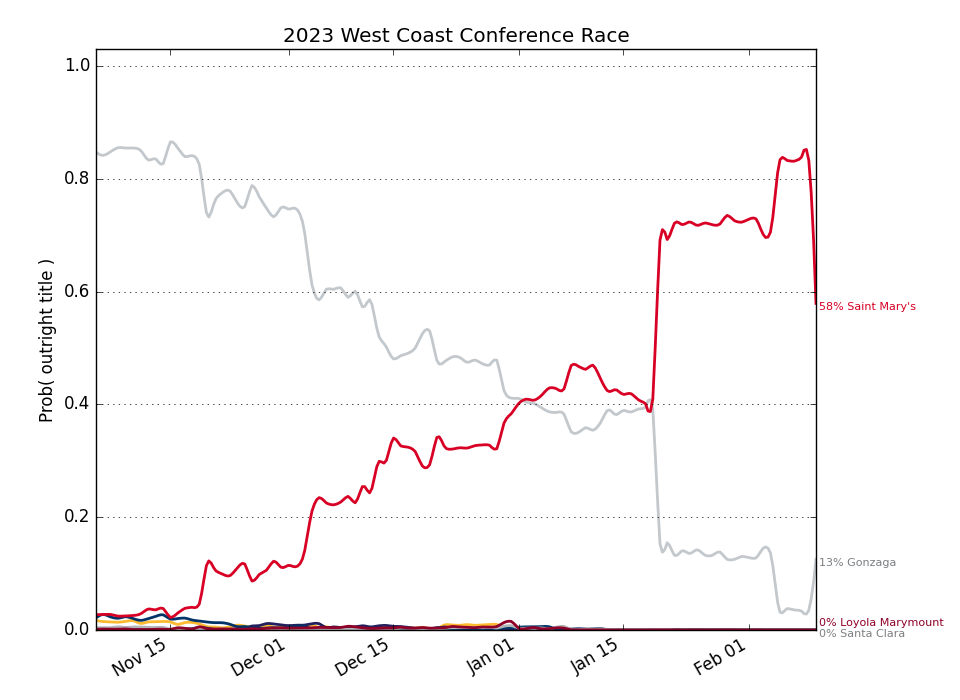 2023 West Coast Conference Race
1.0
0.8
0.6
0.4
0.2
0.0
Prob( outright title )
58% Saint Mary's
13% Gonzaga
0% Loyola Marymount
0% Santa Clara
Nov 15
Dec 01
Dec 15
Jan 01
Jan 15
Feb 01